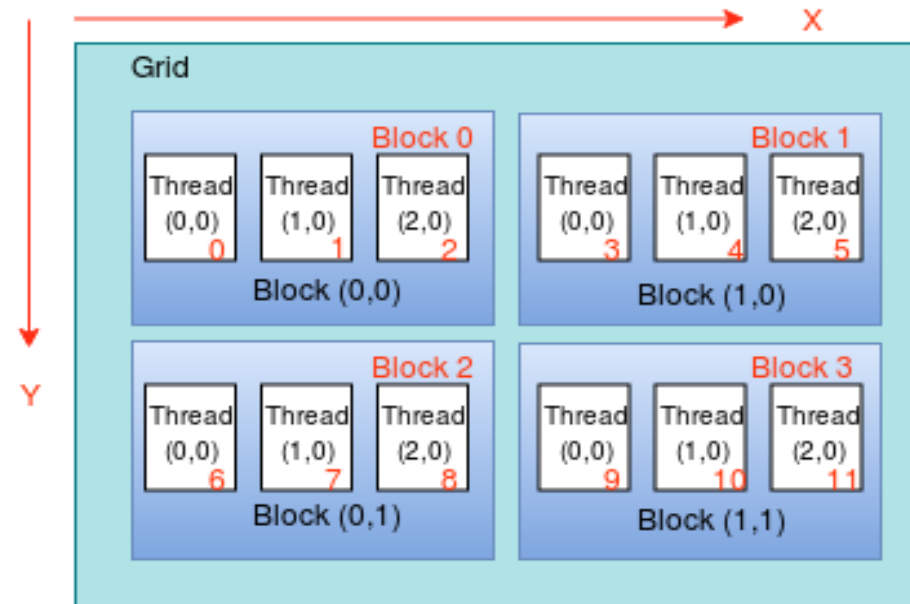 X
Grid
Block 0
Thread
(0,0)
0
Thread
(1,0)
1
Thread
(2,0)
2
Block (0,0)
Block 1
Thread
(0,0)
3
Thread
(1,0)
4
Thread
(2,0)
5
Block (1,0)
Y
Block 2
Thread
(0,0)
6
Thread
(1,0)
7
Thread
(2,0)
8
Block (0,1)
Block 3
Thread
(0,0)
9
Thread
(1,0)
10
Thread
(2,0)
11
Block (1,1)